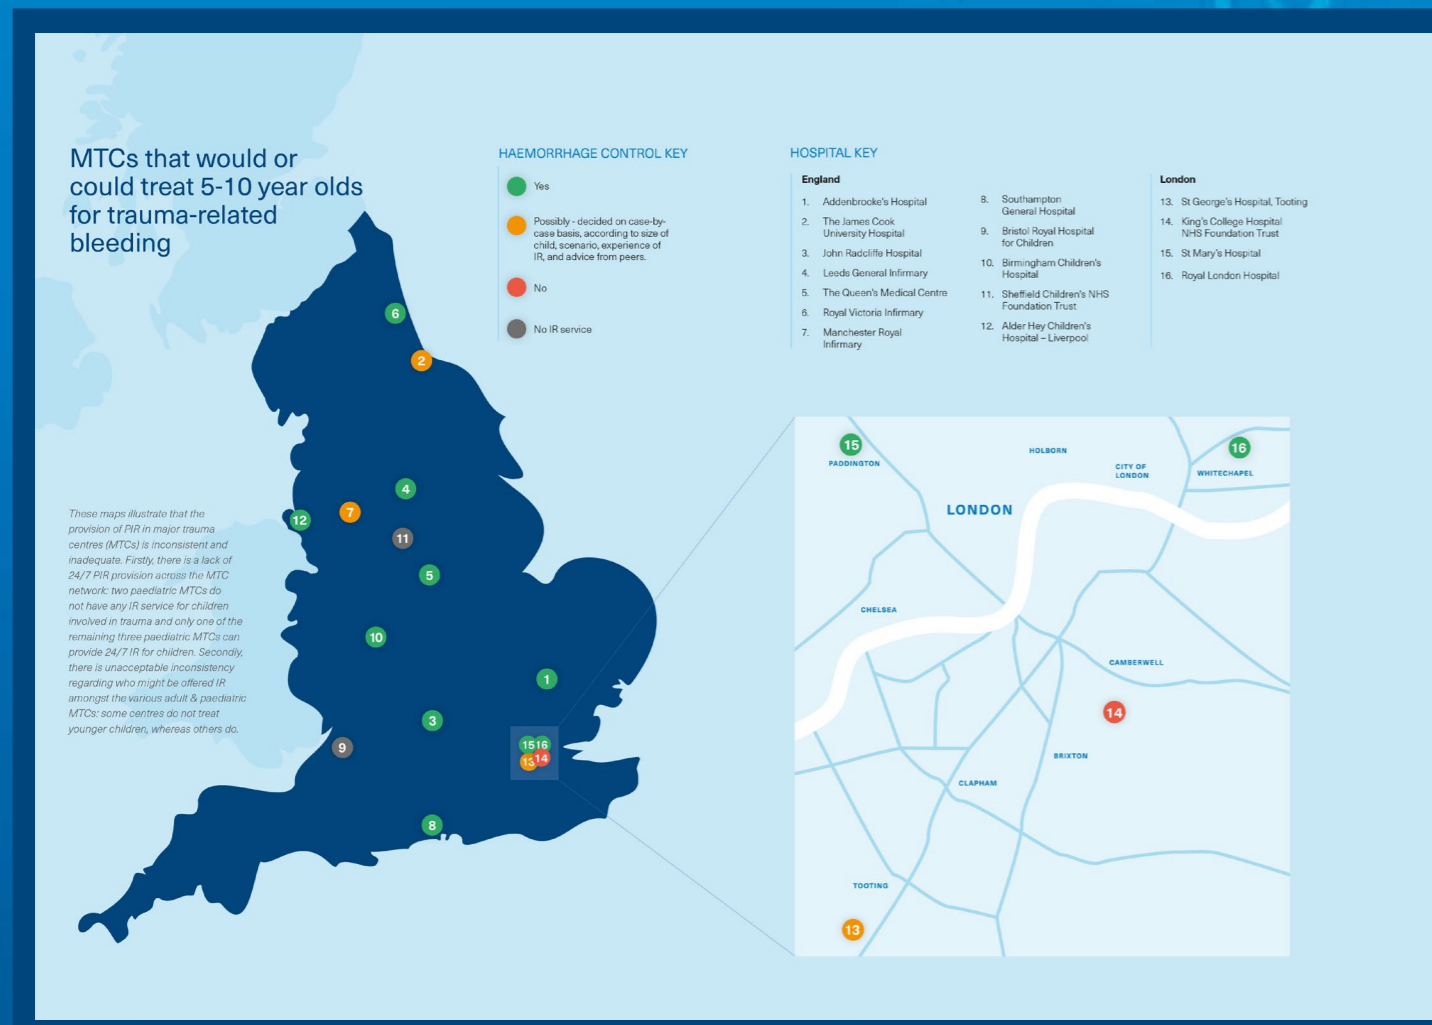 MTCs that would or
could treat 5-10 year olds
for trauma-related
bleeding
HAEMORRHAGE CONTROL KEY
Yes
Possibly - decided on case-by-
case basis, according to size of
child, scenario, experience of
IR, and advice from peers.
No
No IR service
HOSPITAL KEY
England
1. Addenbrooke's Hospital
2. The James Cook
University Hospital
3. John Radcliffe Hospital
4. Leeds General Infirmary
5. The Queen's Medical Centre
6. Royal Victoria Infirmary
7. Manchester Royal
Infirmary
8. Southampton
General Hospital
9. Bristol Royal Hospital
for Children
10. Birmingham Children's
Hospital
11. Sheffield Children's NHS
Foundation Trust
12. Alder Hey Children's
Hospital – Liverpool
London
13. St George's Hospital, Tooting
14. King's College Hospital
NHS Foundation Trust
15. St Mary's Hospital
16. Royal London Hospital
These maps illustrate that the
provision of PIR in major trauma
centres (MTCs) is inconsistent and
inadequate. Firstly, there is a lack of
24/7 PIR provision across the MTC
network: two paediatric MTCs do
not have any IR service for children
involved in trauma and only one of the
remaining three paediatric MTCs can
provide 24/7 IR for children. Secondly,
there is unacceptable inconsistency
regarding who might be offered IR
amongst the various adult & paediatric
MTCs: some centres do not treat
younger children, whereas others do.
6
2
4
7
12
11
5
10
1
3
9
15 16
13 14
8
15
PADDINGTON
HOLBORN
CITY OF
LONDON
16
WHITECHAPEL
LONDON
CHELSEA
CAMBERWELL
14
BRIXTON
CLAPHAM
TOOTING
13